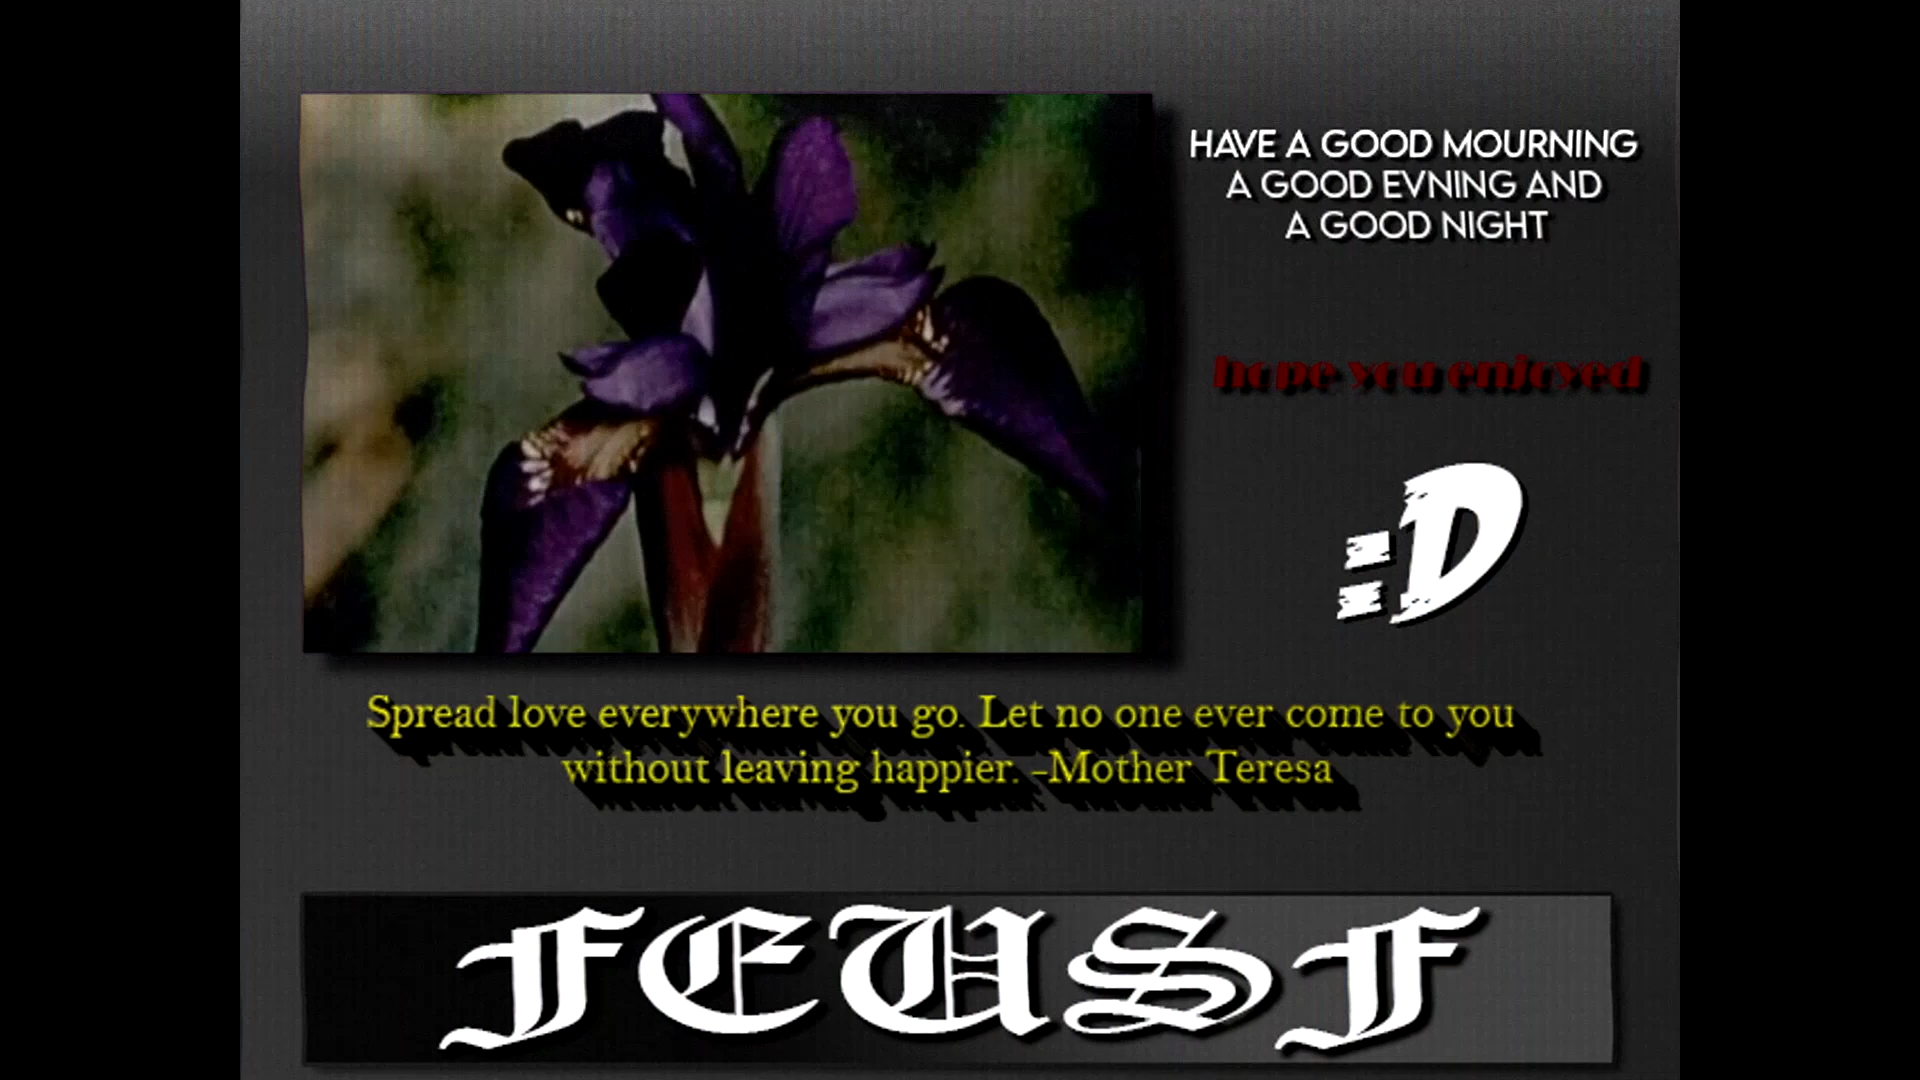 HAVE A GOOD MOURNING
A GOOD EVNING AND
A GOOD NIGHT
hope you enjoyed
:D
Spread love everywhere you go. Let no one ever come to you
without leaving happier. -Mother Teresa
FEUSF